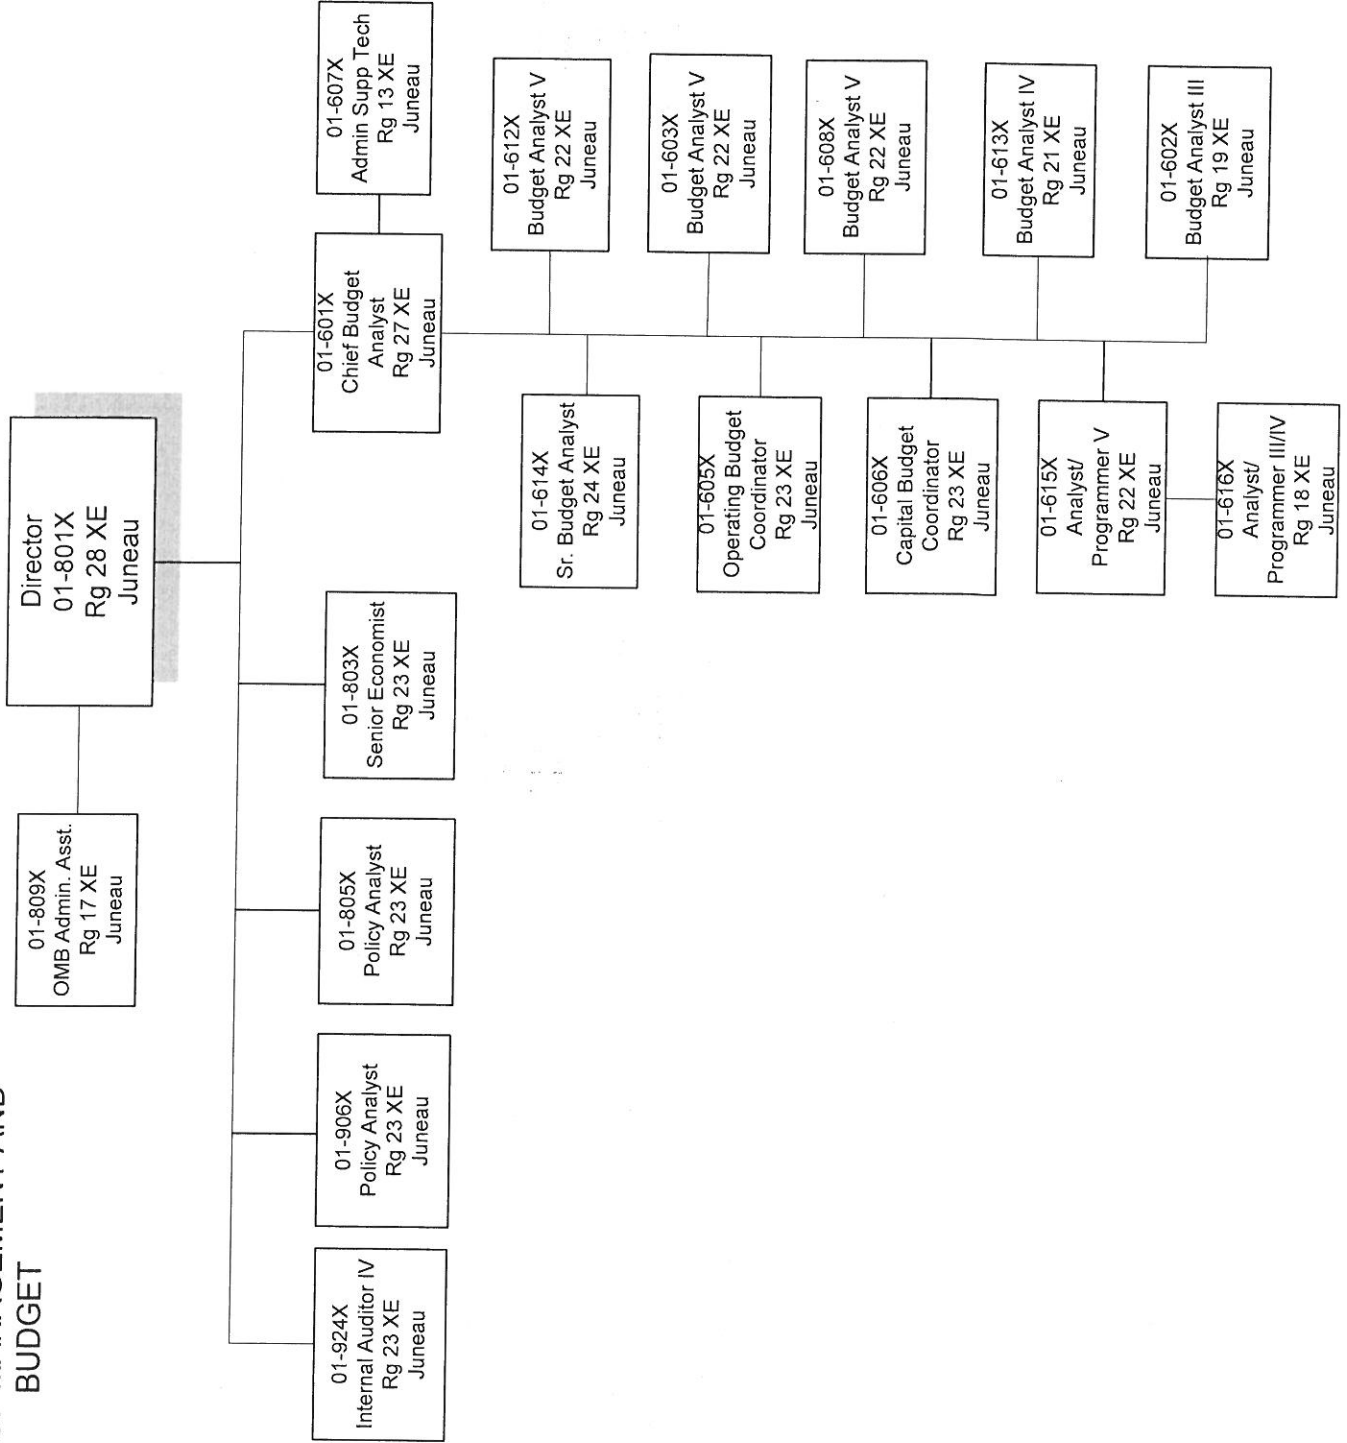 MANAGEMENT AND
BUDGET
01-809X
OMB Admin. Asst.
Rg 17 XE
Juneau
Director
01-801X
Rg 28 XE
Juneau
01-924X
Internal Auditor IV
Rg 23 XE
Juneau
01-906X
Policy Analyst
Rg 23 XE
Juneau
01-805X
Policy Analyst
Rg 23 XE
Juneau
01-803X
Senior Economist
Rg 23 XE
Juneau
01-601X
Chief Budget
Analyst
Rg 27 XE
Juneau
01-607X
Admin Supp Tech
Rg 13 XE
Juneau
01-614X
Sr. Budget Analyst
Rg 24 XE
Juneau
01-612X
Budget Analyst V
Rg 22 XE
Juneau
01-605X
Operating Budget
Coordinator
Rg 23 XE
Juneau
01-603X
Budget Analyst V
Rg 22 XE
Juneau
01-606X
Capital Budget
Coordinator
Rg 23 XE
Juneau
01-608X
Budget Analyst V
Rg 22 XE
Juneau
01-615X
Analyst/
Programmer V
Rg 22 XE
Juneau
01-613X
Budget Analyst IV
Rg 21 XE
Juneau
01-616X
Analyst/
Programmer III/IV
Rg 18 XE
Juneau
01-602X
Budget Analyst III
Rg 19 XE
Juneau